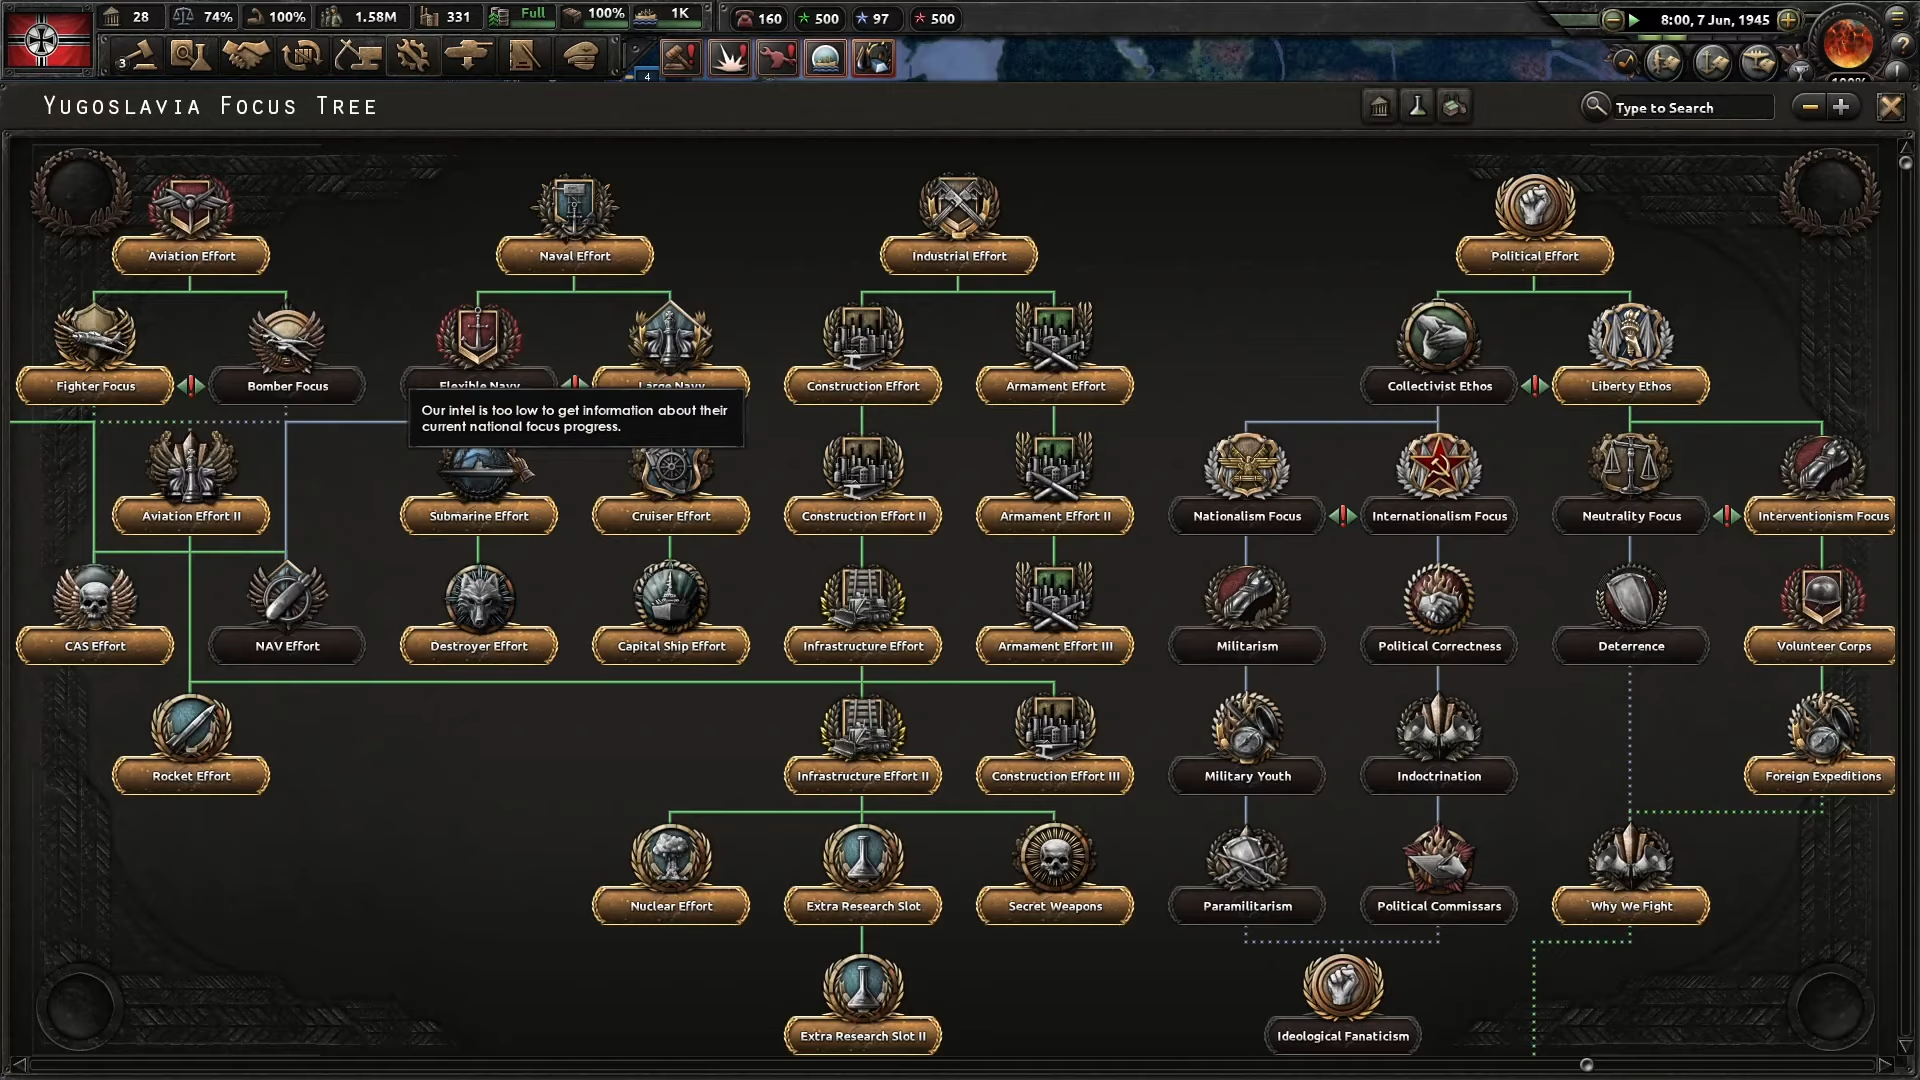 28
74%
100%
1.58M
331
Full
100%
1K
160
500
97
500
8:00, 7 Jun, 1945
3
4
Yugoslavia Focus Tree
Type to Search
Aviation Effort
Naval Effort
Industrial Effort
Political Effort
Fighter Focus
Bomber Focus
Flexible Navy
Large Navy
Construction Effort
Armament Effort
Collectivist Ethos
Liberty Ethos
Our intel is too low to get information about their
current national focus progress.
Aviation Effort II
Submarine Effort
Cruiser Effort
Construction Effort II
Armament Effort II
Nationalism Focus
Internationalism Focus
Neutrality Focus
Interventionism Focus
CAS Effort
NAV Effort
Destroyer Effort
Capital Ship Effort
Infrastructure Effort
Armament Effort III
Militarism
Political Correctness
Deterrence
Volunteer Corps
Rocket Effort
Infrastructure Effort II
Construction Effort III
Military Youth
Indoctrination
Foreign Expeditions
Nuclear Effort
Extra Research Slot
Secret Weapons
Paramilitarism
Political Commissars
Why We Fight
Extra Research Slot II
Ideological Fanaticism